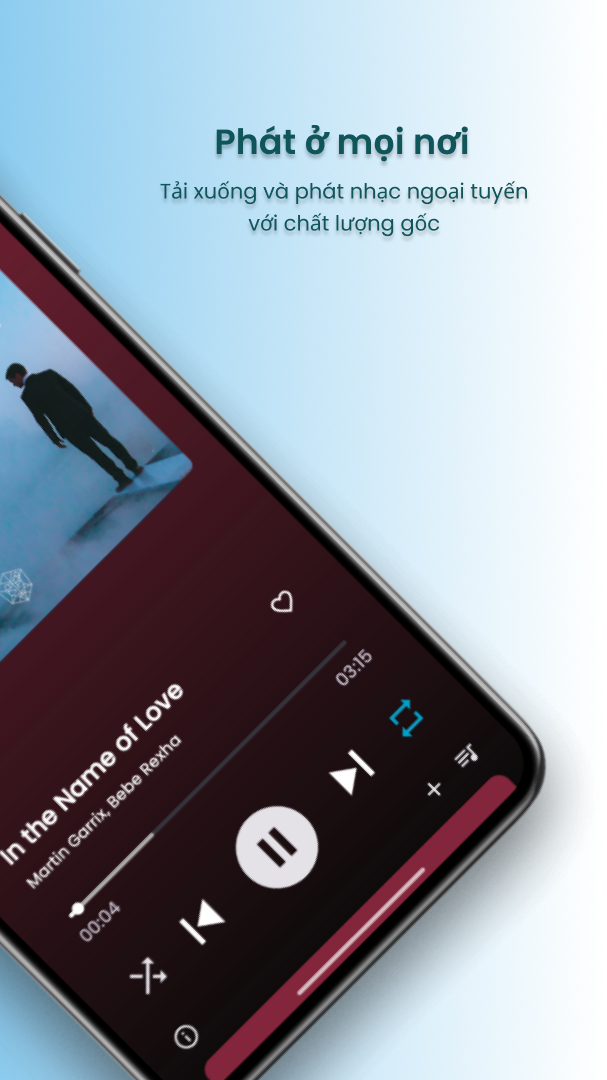 Phát ở mọi nơi
Tải xuống và phát nhạc ngoại tuyến
với chất lượng gốc
In the Name of Love
Martin Garrix, Bebe Rexha
00:04
03:15